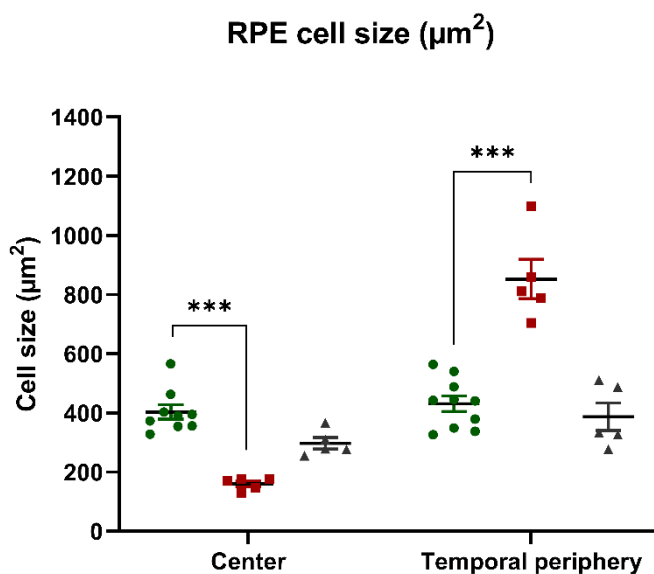 RPE cell size (µm²)
Cell size (µm²)
1400
1200
1000
800
600
400
200
0
***
***
Center
Temporal periphery